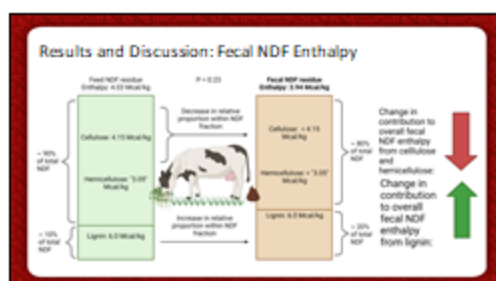 Results and Discussion: Fecal NDF Enthalpy
Feed NDF residue
Enthalpy: 4.03 Mcal/kg
P = 0.23
Fecal NDF residue
Enthalpy: 3.94 Mcal/kg
~ 90%
of total
NDF
Cellulose: 4.15 Mcal/kg
Hemicellulose: "3.05"
Mcal/kg
Lignin: 6.0 Mcal/kg
~ 10%
of total
NDF
Decrease in relative
proportion within NDF
fraction
Increase in relative
proportion within NDF
fraction
Cellulose: < 4.15
Mcal/kg
Hemicellulose: < "3.05"
Mcal/kg
Lignin: 6.0 Mcal/kg
~ 80%
of total
NDF
~ 20%
of total
NDF
Change in
contribution to
overall fecal
NDF enthalpy
from cellulose
and
hemicellulose:
Change in
contribution
to overall
fecal NDF
enthalpy
from lignin: